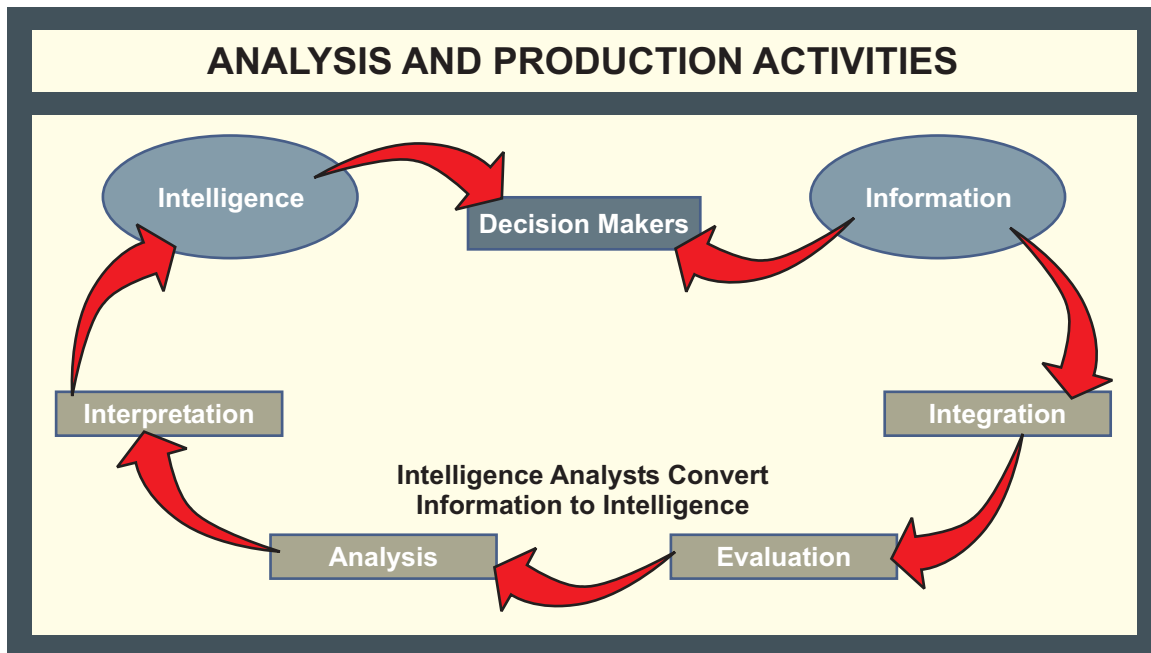 ANALYSIS AND PRODUCTION ACTIVITIES
Intelligence
Decision Makers
Information
Interpretation
Integration
Intelligence Analysts Convert
Information to Intelligence
Analysis
Evaluation